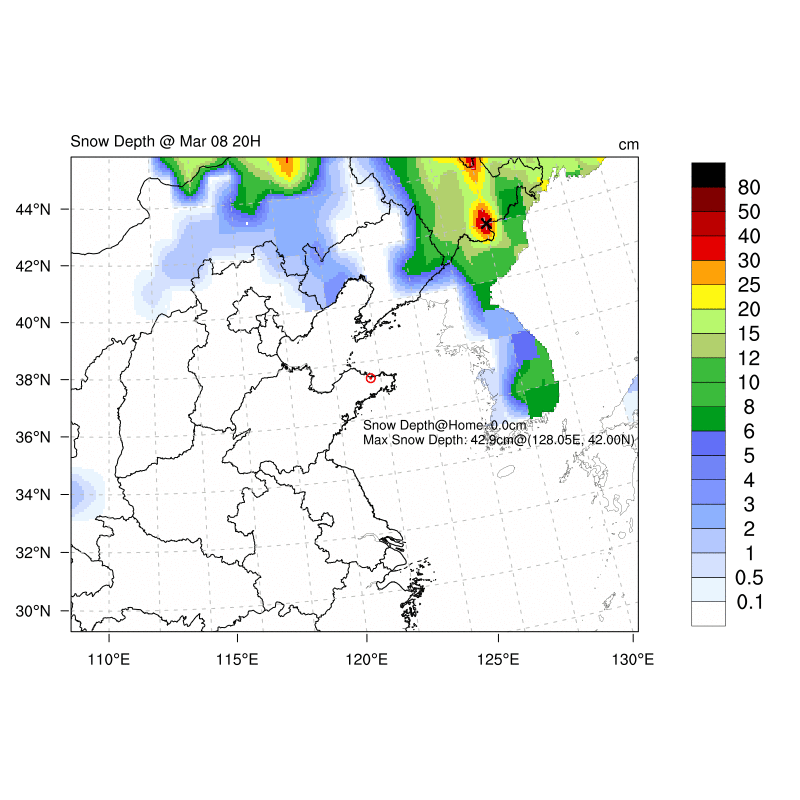 Snow Depth @ Mar 08 20H
cm
44°N
42°N
40°N
38°N
36°N
34°N
32°N
30°N
Snow Depth@Home: 0.0cm
Max Snow Depth: 42.9cm@(128.05E, 42.00N)
110°E 115°E 120°E 125°E 130°E
80
50
40
30
25
20
15
12
10
8
6
5
4
3
2
1
0.5
0.1